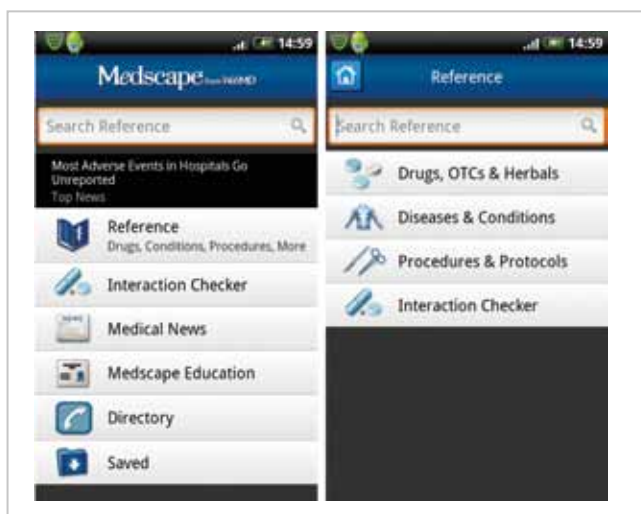 14:59
Medscape from WebMD
Search Reference
Most Adverse Events in Hospitals Go
Unreported
Top News
Reference
Drugs, Conditions, Procedures, More
Interaction Checker
Medical News
Medscape Education
Directory
Saved
14:59
Reference
Search Reference
Drugs, OTCs & Herbals
Diseases & Conditions
Procedures & Protocols
Interaction Checker